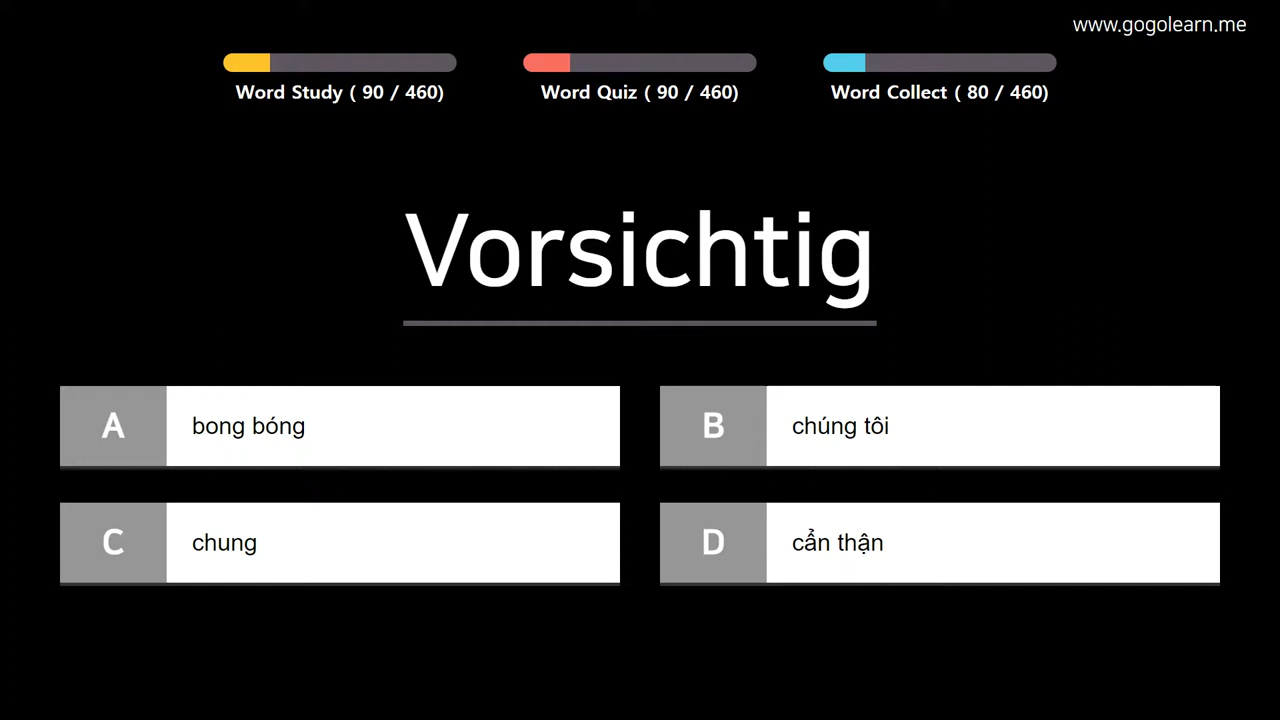 www.gogolearn.me
Word Study ( 90 / 460)
Word Quiz ( 90 / 460)
Word Collect ( 80 / 460)
Vorsichtig
A bong bóng
B chúng tôi
C chung
D cẩn thận